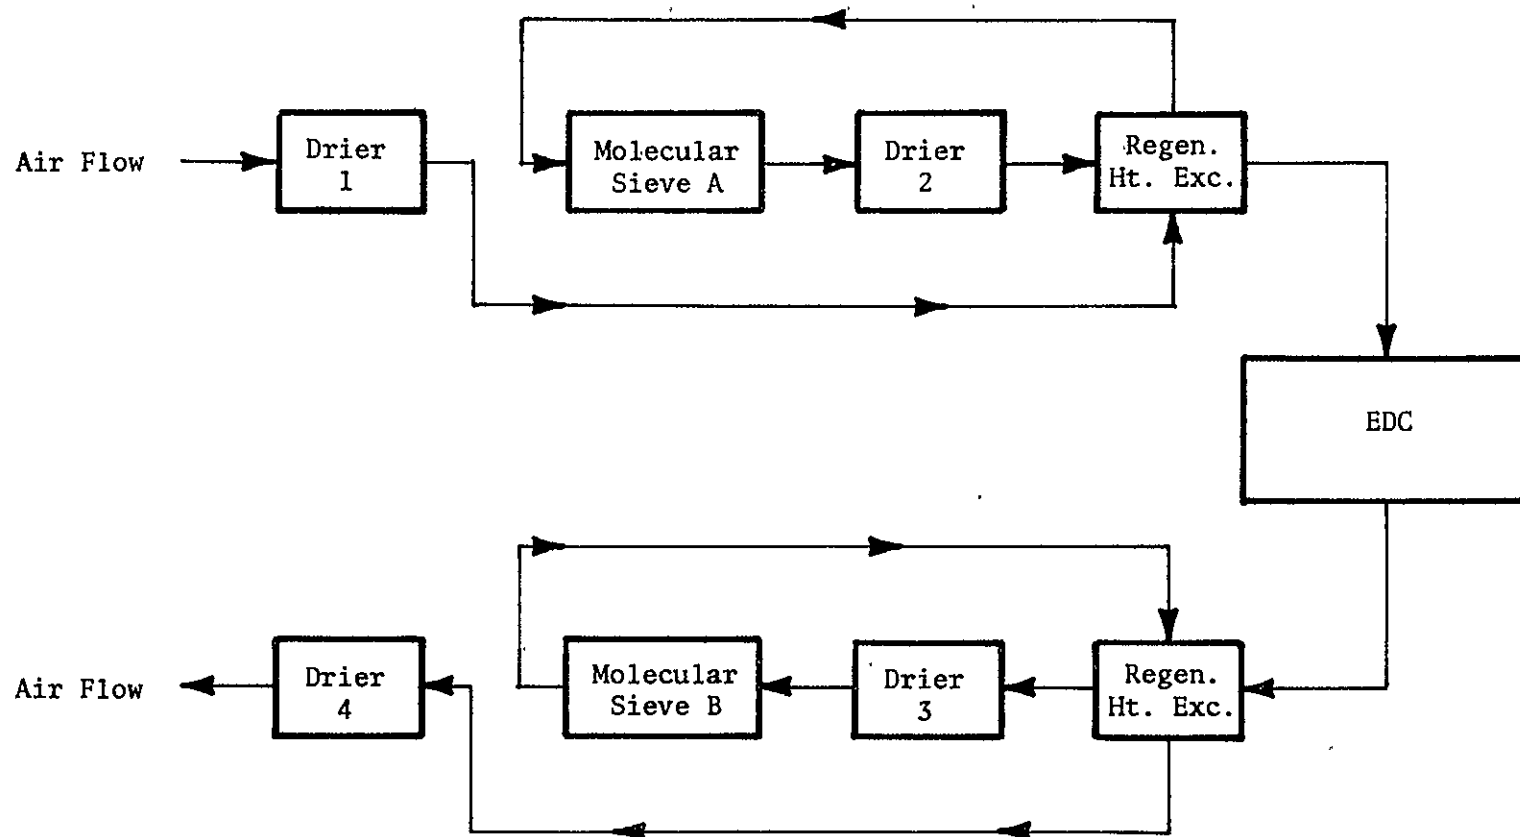 Air Flow
Drier
1
Molecular
Sieve A
Drier
2
Regen.
Ht. Exc.
EDC
Air Flow
Drier
4
Molecular
Sieve B
Drier
3
Regen.
Ht. Exc.